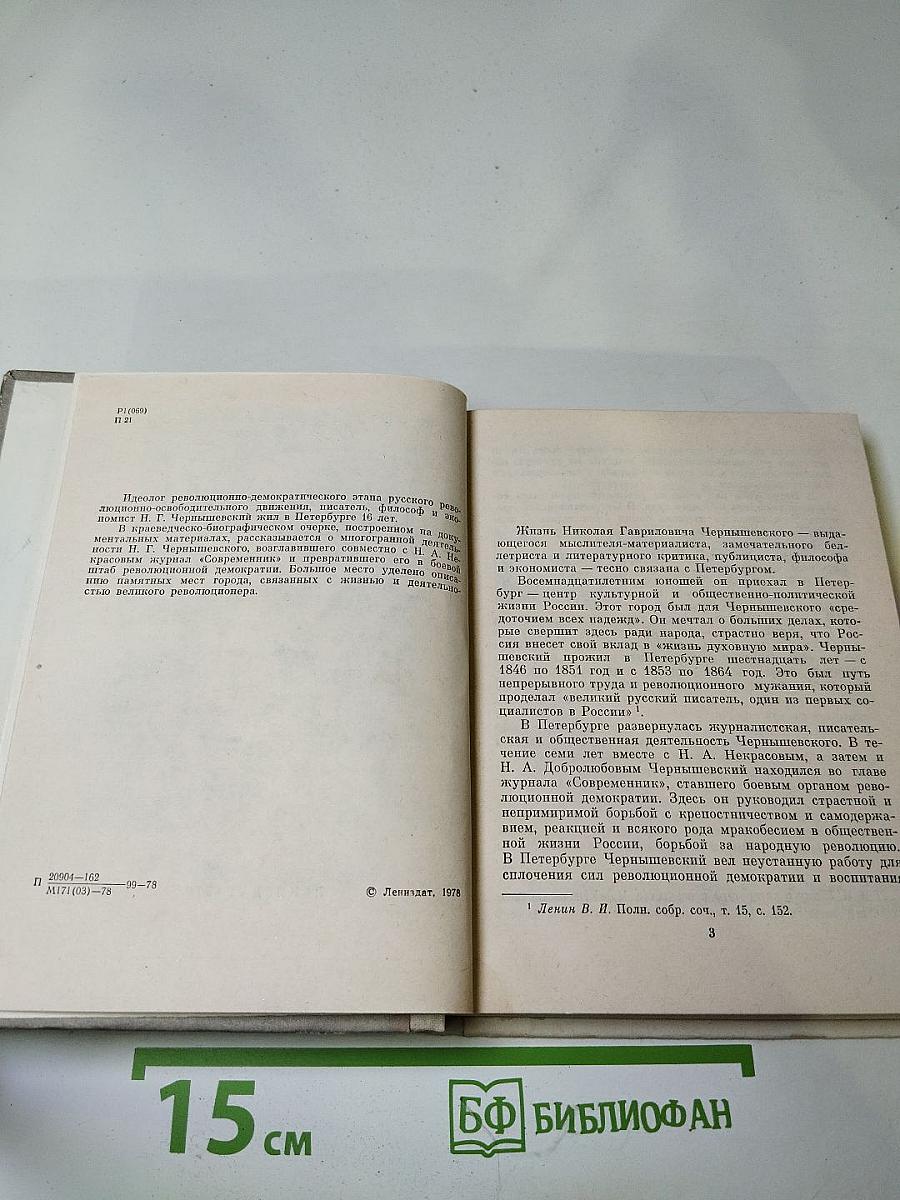 Р1(069)
П 21
Идеолог революционно-демократического этапа русского рево-
люционно-освободительного движения, писатель, философ и эко-
номист Н. Г. Чернышевский жил в Петербурге 16 лет.
В краеведческо-биографическом очерке, построенном на доку-
ментальных материалах, рассказывается о многогранной деятель-
ности Н. Г. Чернышевского, возглавившего совместно с Н. А. Не-
красовым журнал «Современник» и превратившего его в боевой
штаб революционной демократии. Большое место уделено описа-
нию памятных мест города, связанных с жизнью и деятельно-
стью великого революционера.
П 20904—162
М171(03)—78 —99—78
© Лениздат, 1978
Жизнь Николая Гавриловича Чернышевского — выда-
ющегося мыслителя-материалиста, замечательного бел-
летриста и литературного критика, публициста, философа
и экономиста — тесно связана с Петербургом.
Восемнадцатилетним юношей он приехал в Петер-
бург — центр культурной и общественно-политической
жизни России. Этот город был для Чернышевского «сре-
доточием всех надежд». Он мечтал о больших делах, кото-
рые свершит здесь ради народа, страстно веря, что Рос-
сия внесет свой вклад в «жизнь духовную мира». Черны-
шевский прожил в Петербурге шестнадцать лет — с
1846 по 1851 год и с 1853 по 1864 год. Это был путь
непрерывного труда и революционного мужания, который
проделал «великий русский писатель, один из первых со-
циалистов в России» ¹.
В Петербурге развернулась журналистская, писатель-
ская и общественная деятельность Чернышевского. В те-
чение семи лет вместе с Н. А. Некрасовым, а затем и
Н. А. Добролюбовым Чернышевский находился во главе
журнала «Современник», ставшего боевым органом рево-
люционной демократии. Здесь он руководил страстной и
непримиримой борьбой с крепостничеством и самодержа-
вием, реакцией и всякого рода мракобесием в обществен-
ной жизни России, борьбой за народную революцию.
В Петербурге Чернышевский вел неустанную работу для
сплочения сил революционной демократии и воспитания
¹ Ленин В. И. Полн. собр. соч., т. 15, с. 152.
3
15 см
БФ БИБЛИОФАН